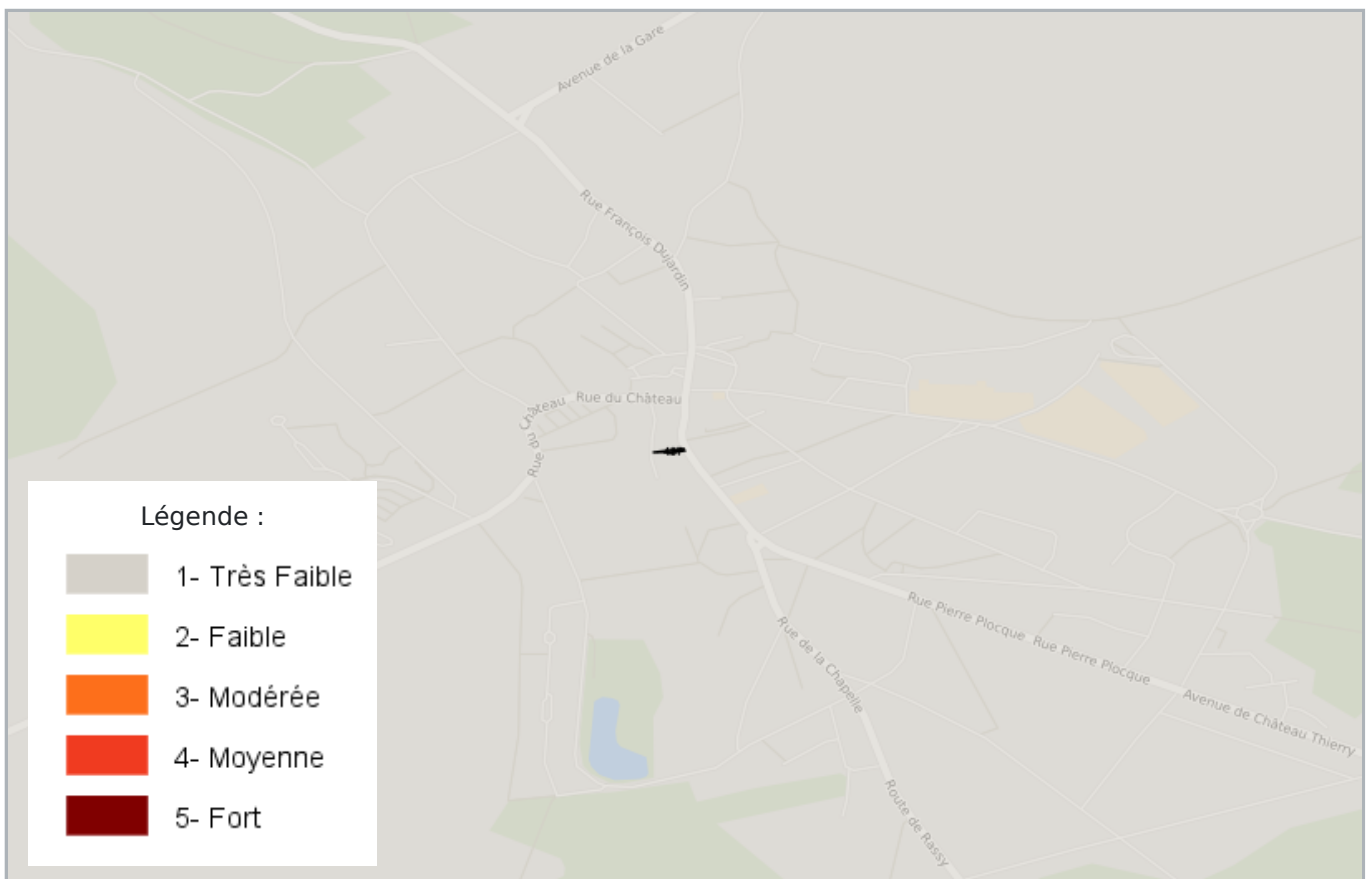 Avenue de la Gare
Rue François Dujardin
Rue du Château
Rue du Château
Légende :
1- Très Faible
2- Faible
3- Modérée
4- Moyenne
5- Fort
Rue Pierre Plocque
Rue Pierre Plocque
Rue de la Chapelle
Avenue de Château Thierry
Route de Rassy